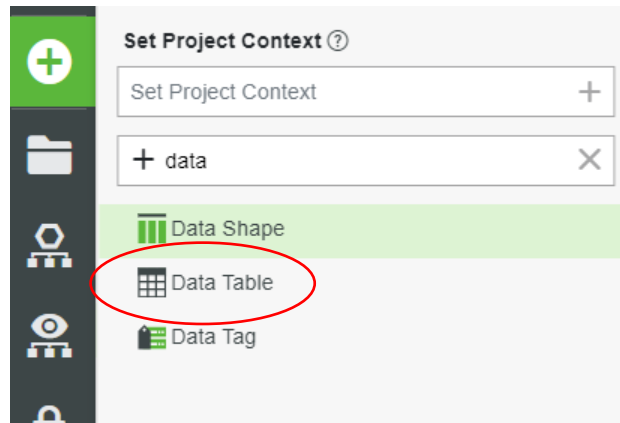 Set Project Context ?
Set Project Context +
+ data
Data Shape
Data Table
Data Tag